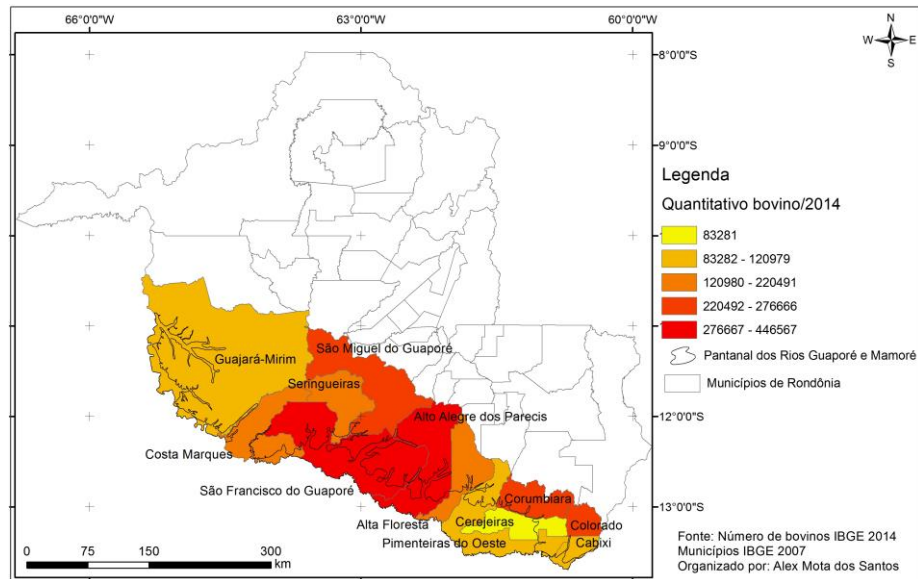 66°0'0"W
63°0'0"W
60°0'0"W
N
W E
S
8°0'0"S
9°0'0"S
12°0'0"S
13°0'0"S
Legenda
Quantitativo bovino/2014
83281
83282 - 120979
120980 - 220491
220492 - 276666
276667 - 446567
Pantanal dos Rios Guaporé e Mamoré
Municípios de Rondônia
São Miguel do Guaporé
Guajará-Mirim
Seringueiras
Alto Alegre dos Parecis
Costa Marques
São Francisco do Guaporé
Corumbiara
Alta Floresta
Cerejeiras
Colorado
Pimenteiras do Oeste
Cabixi
0 75 150 300
km
Fonte: Número de bovinos IBGE 2014
Municípios IBGE 2007
Organizado por: Alex Mota dos Santos